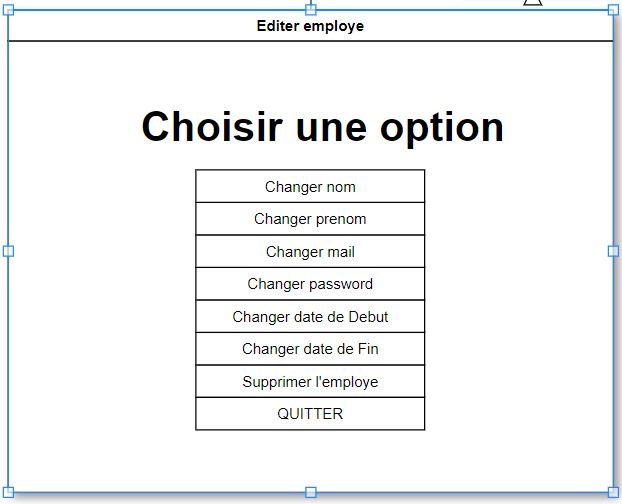 Editer employe
Choisir une option
Changer nom
Changer prenom
Changer mail
Changer password
Changer date de Debut
Changer date de Fin
Supprimer l'employe
QUITTER